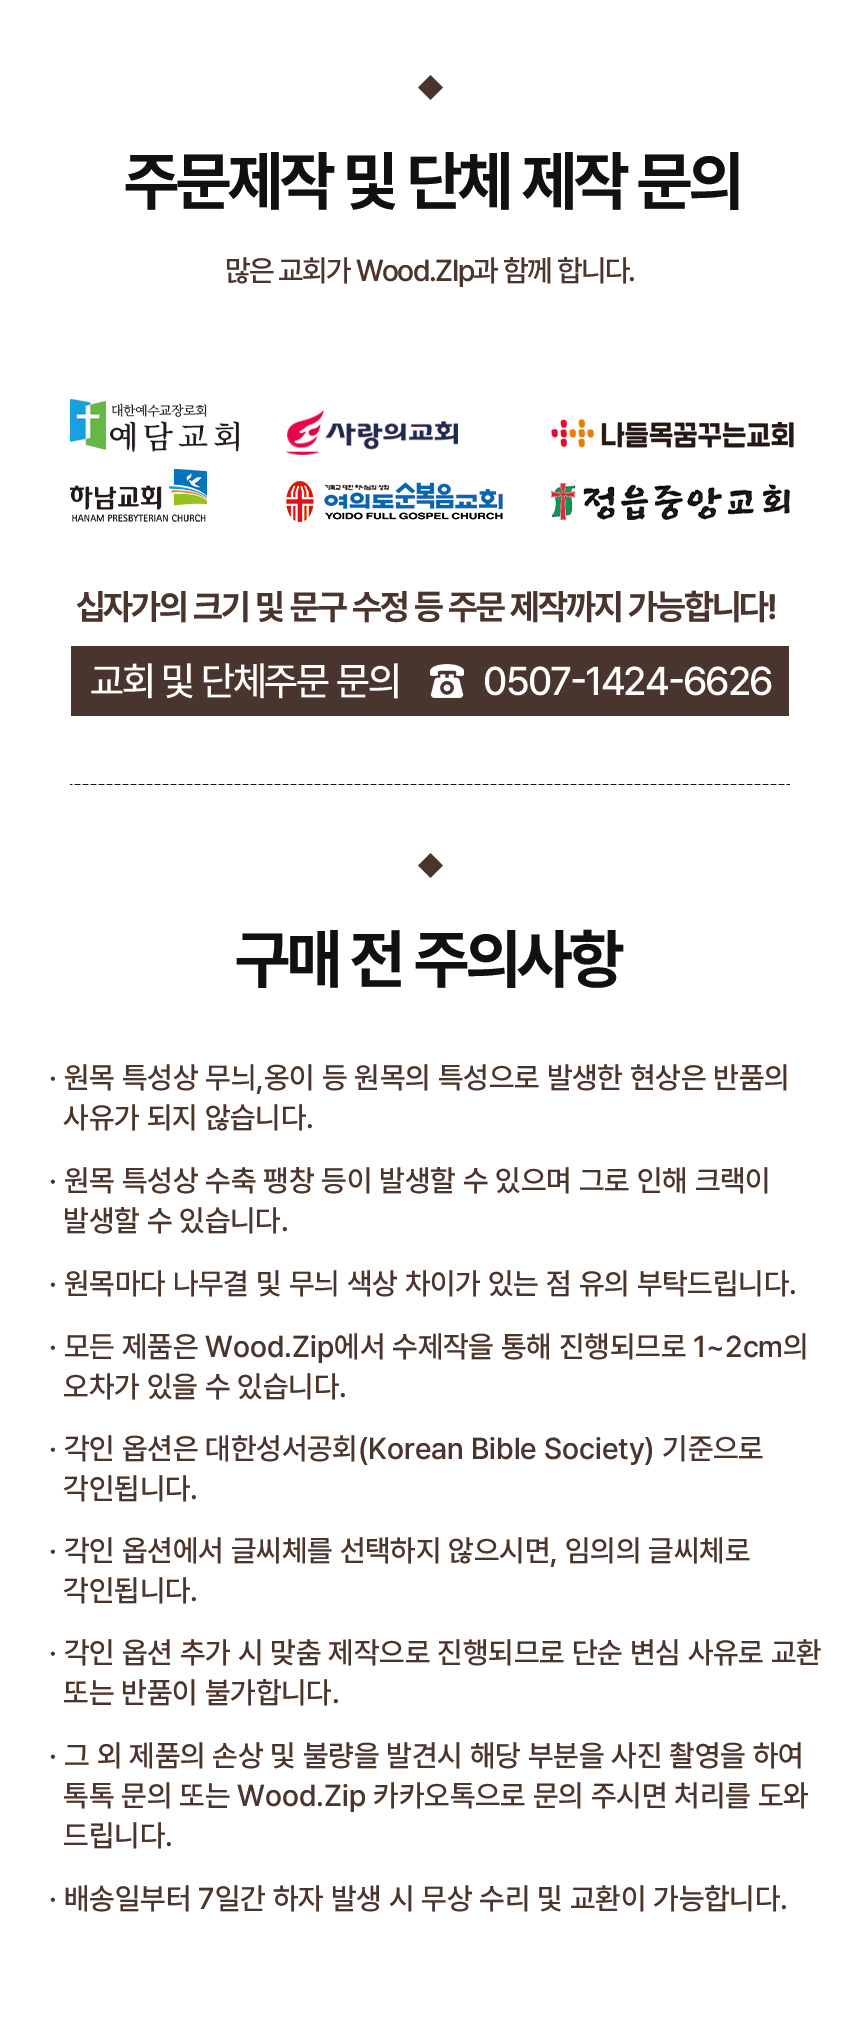 주문제작 및 단체 제작 문의
많은 교회가 Wood.ZIp과 함께 합니다.
대한예수교장로회
예담교회
사랑의교회
나들목꿈꾸는교회
하남교회
HANAM PRESBYTERIAN CHURCH
기독교 대한 하나님의 성회
여의도순복음교회
YOIDO FULL GOSPEL CHURCH
정읍중앙교회
십자가의 크기 및 문구 수정 등 주문 제작까지 가능합니다!
교회 및 단체주문 문의 ☎ 0507-1424-6626
구매 전 주의사항
· 원목 특성상 무늬,옹이 등 원목의 특성으로 발생한 현상은 반품의
사유가 되지 않습니다.
· 원목 특성상 수축 팽창 등이 발생할 수 있으며 그로 인해 크랙이
발생할 수 있습니다.
· 원목마다 나무결 및 무늬 색상 차이가 있는 점 유의 부탁드립니다.
· 모든 제품은 Wood.Zip에서 수제작을 통해 진행되므로 1~2cm의
오차가 있을 수 있습니다.
· 각인 옵션은 대한성서공회(Korean Bible Society) 기준으로
각인됩니다.
· 각인 옵션에서 글씨체를 선택하지 않으시면, 임의의 글씨체로
각인됩니다.
· 각인 옵션 추가 시 맞춤 제작으로 진행되므로 단순 변심 사유로 교환
또는 반품이 불가합니다.
· 그 외 제품의 손상 및 불량을 발견시 해당 부분을 사진 촬영을 하여
톡톡 문의 또는 Wood.Zip 카카오톡으로 문의 주시면 처리를 도와
드립니다.
· 배송일부터 7일간 하자 발생 시 무상 수리 및 교환이 가능합니다.